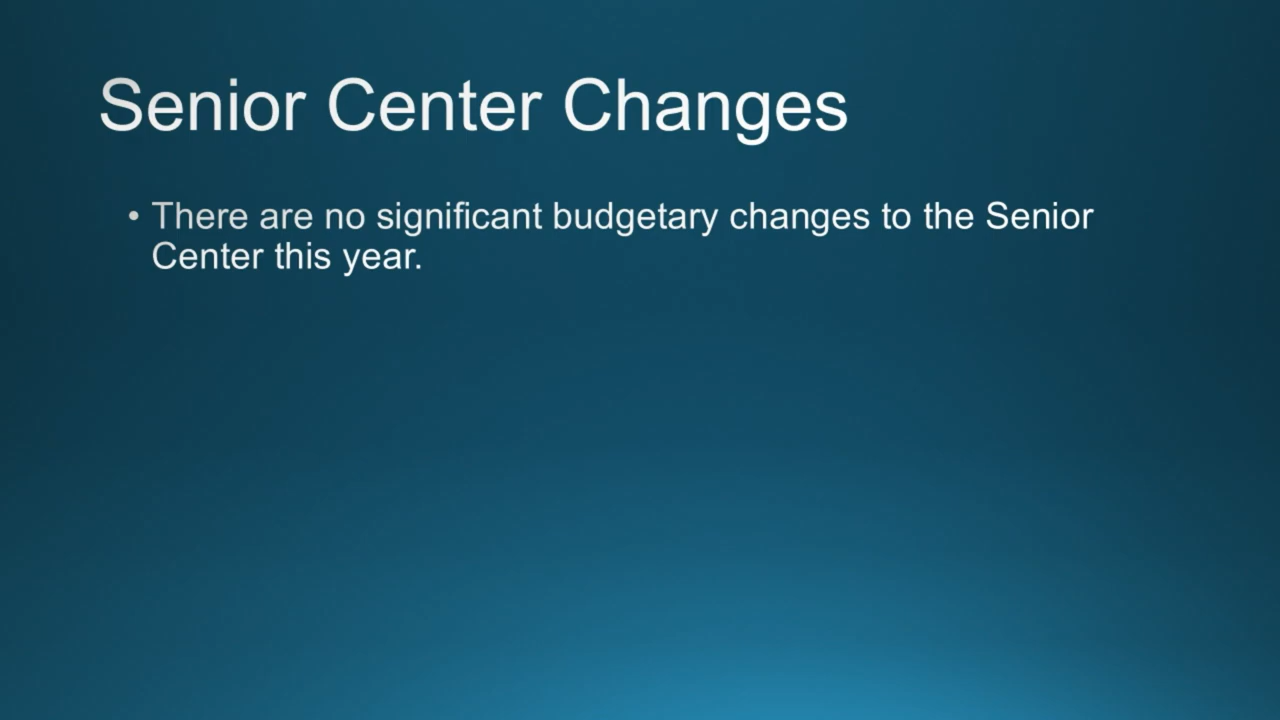 Senior Center Changes
• There are no significant budgetary changes to the Senior
Center this year.